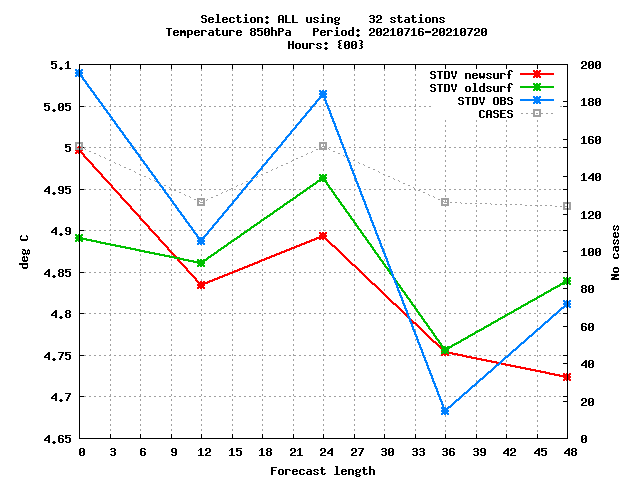 Selection: ALL using    32 stations
Temperature 850hPa   Period: 20210716-20210720
Hours: {00}
STDV newsurf
STDV oldsurf
STDV OBS
CASES
deg C
5.1
5.05
5
4.95
4.9
4.85
4.8
4.75
4.7
4.65
200
180
160
140
120
100
80
60
40
20
0
No cases
0 3 6 9 12 15 18 21 24 27 30 33 36 39 42 45 48
Forecast length